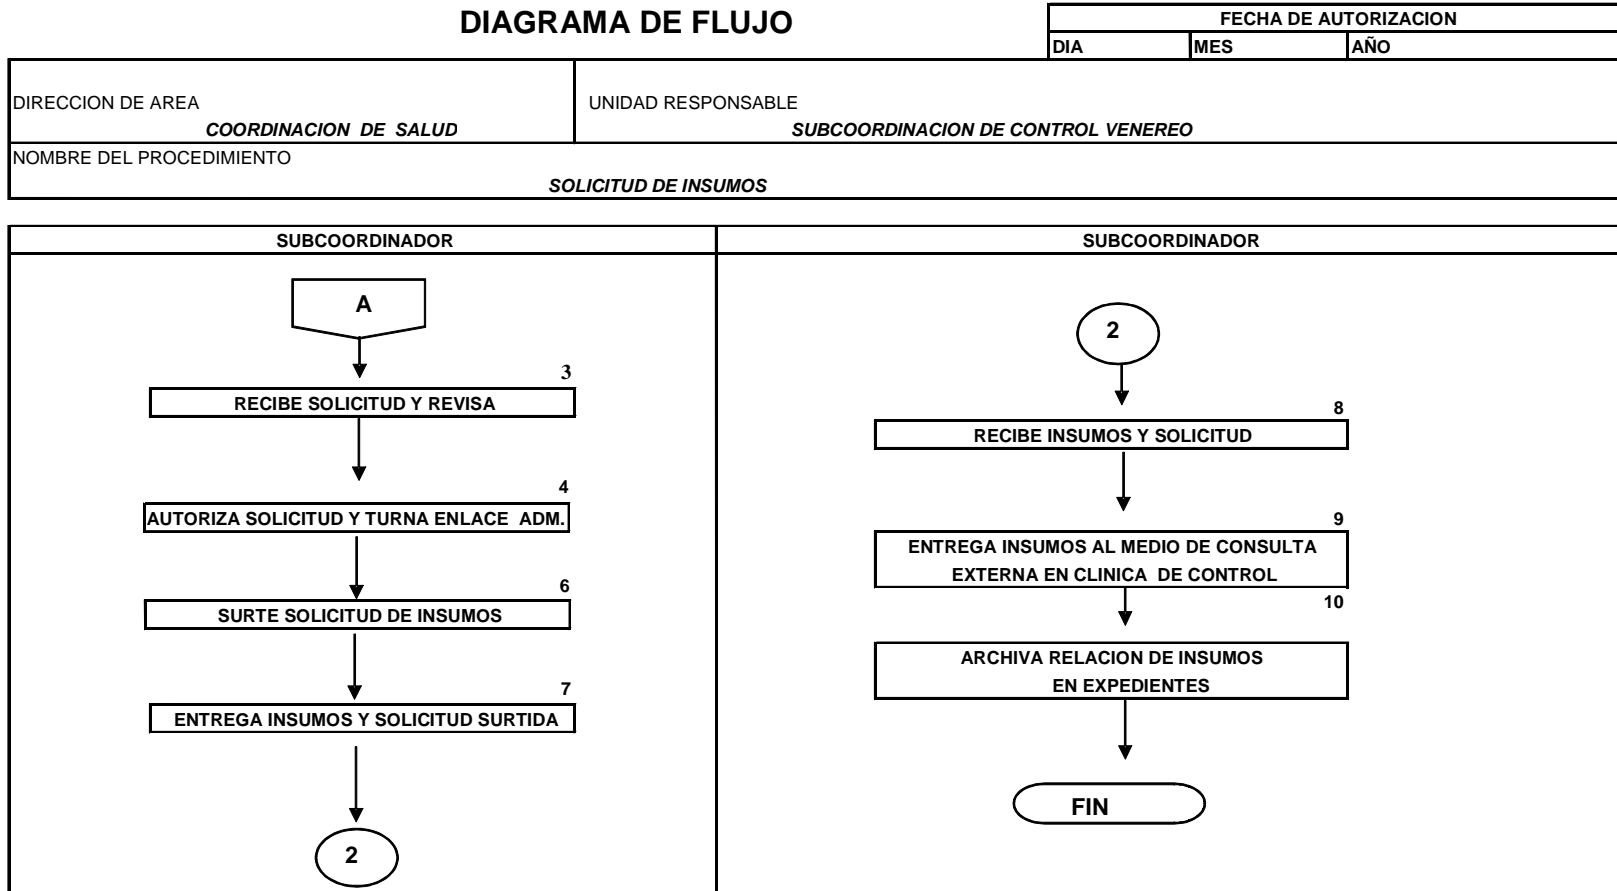 DIAGRAMA DE FLUJO
FECHA DE AUTORIZACION
DIA MES AÑO
DIRECCION DE AREA
COORDINACION DE SALUD
UNIDAD RESPONSABLE
SUBCOORDINACION DE CONTROL VENEREO
NOMBRE DEL PROCEDIMIENTO
SOLICITUD DE INSUMOS
SUBCOORDINADOR
A
3
RECIBE SOLICITUD Y REVISA
4
AUTORIZA SOLICITUD Y TURNA ENLACE ADM.
6
SURTE SOLICITUD DE INSUMOS
7
ENTREGA INSUMOS Y SOLICITUD SURTIDA
2
SUBCOORDINADOR
2
8
RECIBE INSUMOS Y SOLICITUD
9
ENTREGA INSUMOS AL MEDIO DE CONSULTA
EXTERNA EN CLINICA DE CONTROL
10
ARCHIVA RELACION DE INSUMOS
EN EXPEDIENTES
FIN